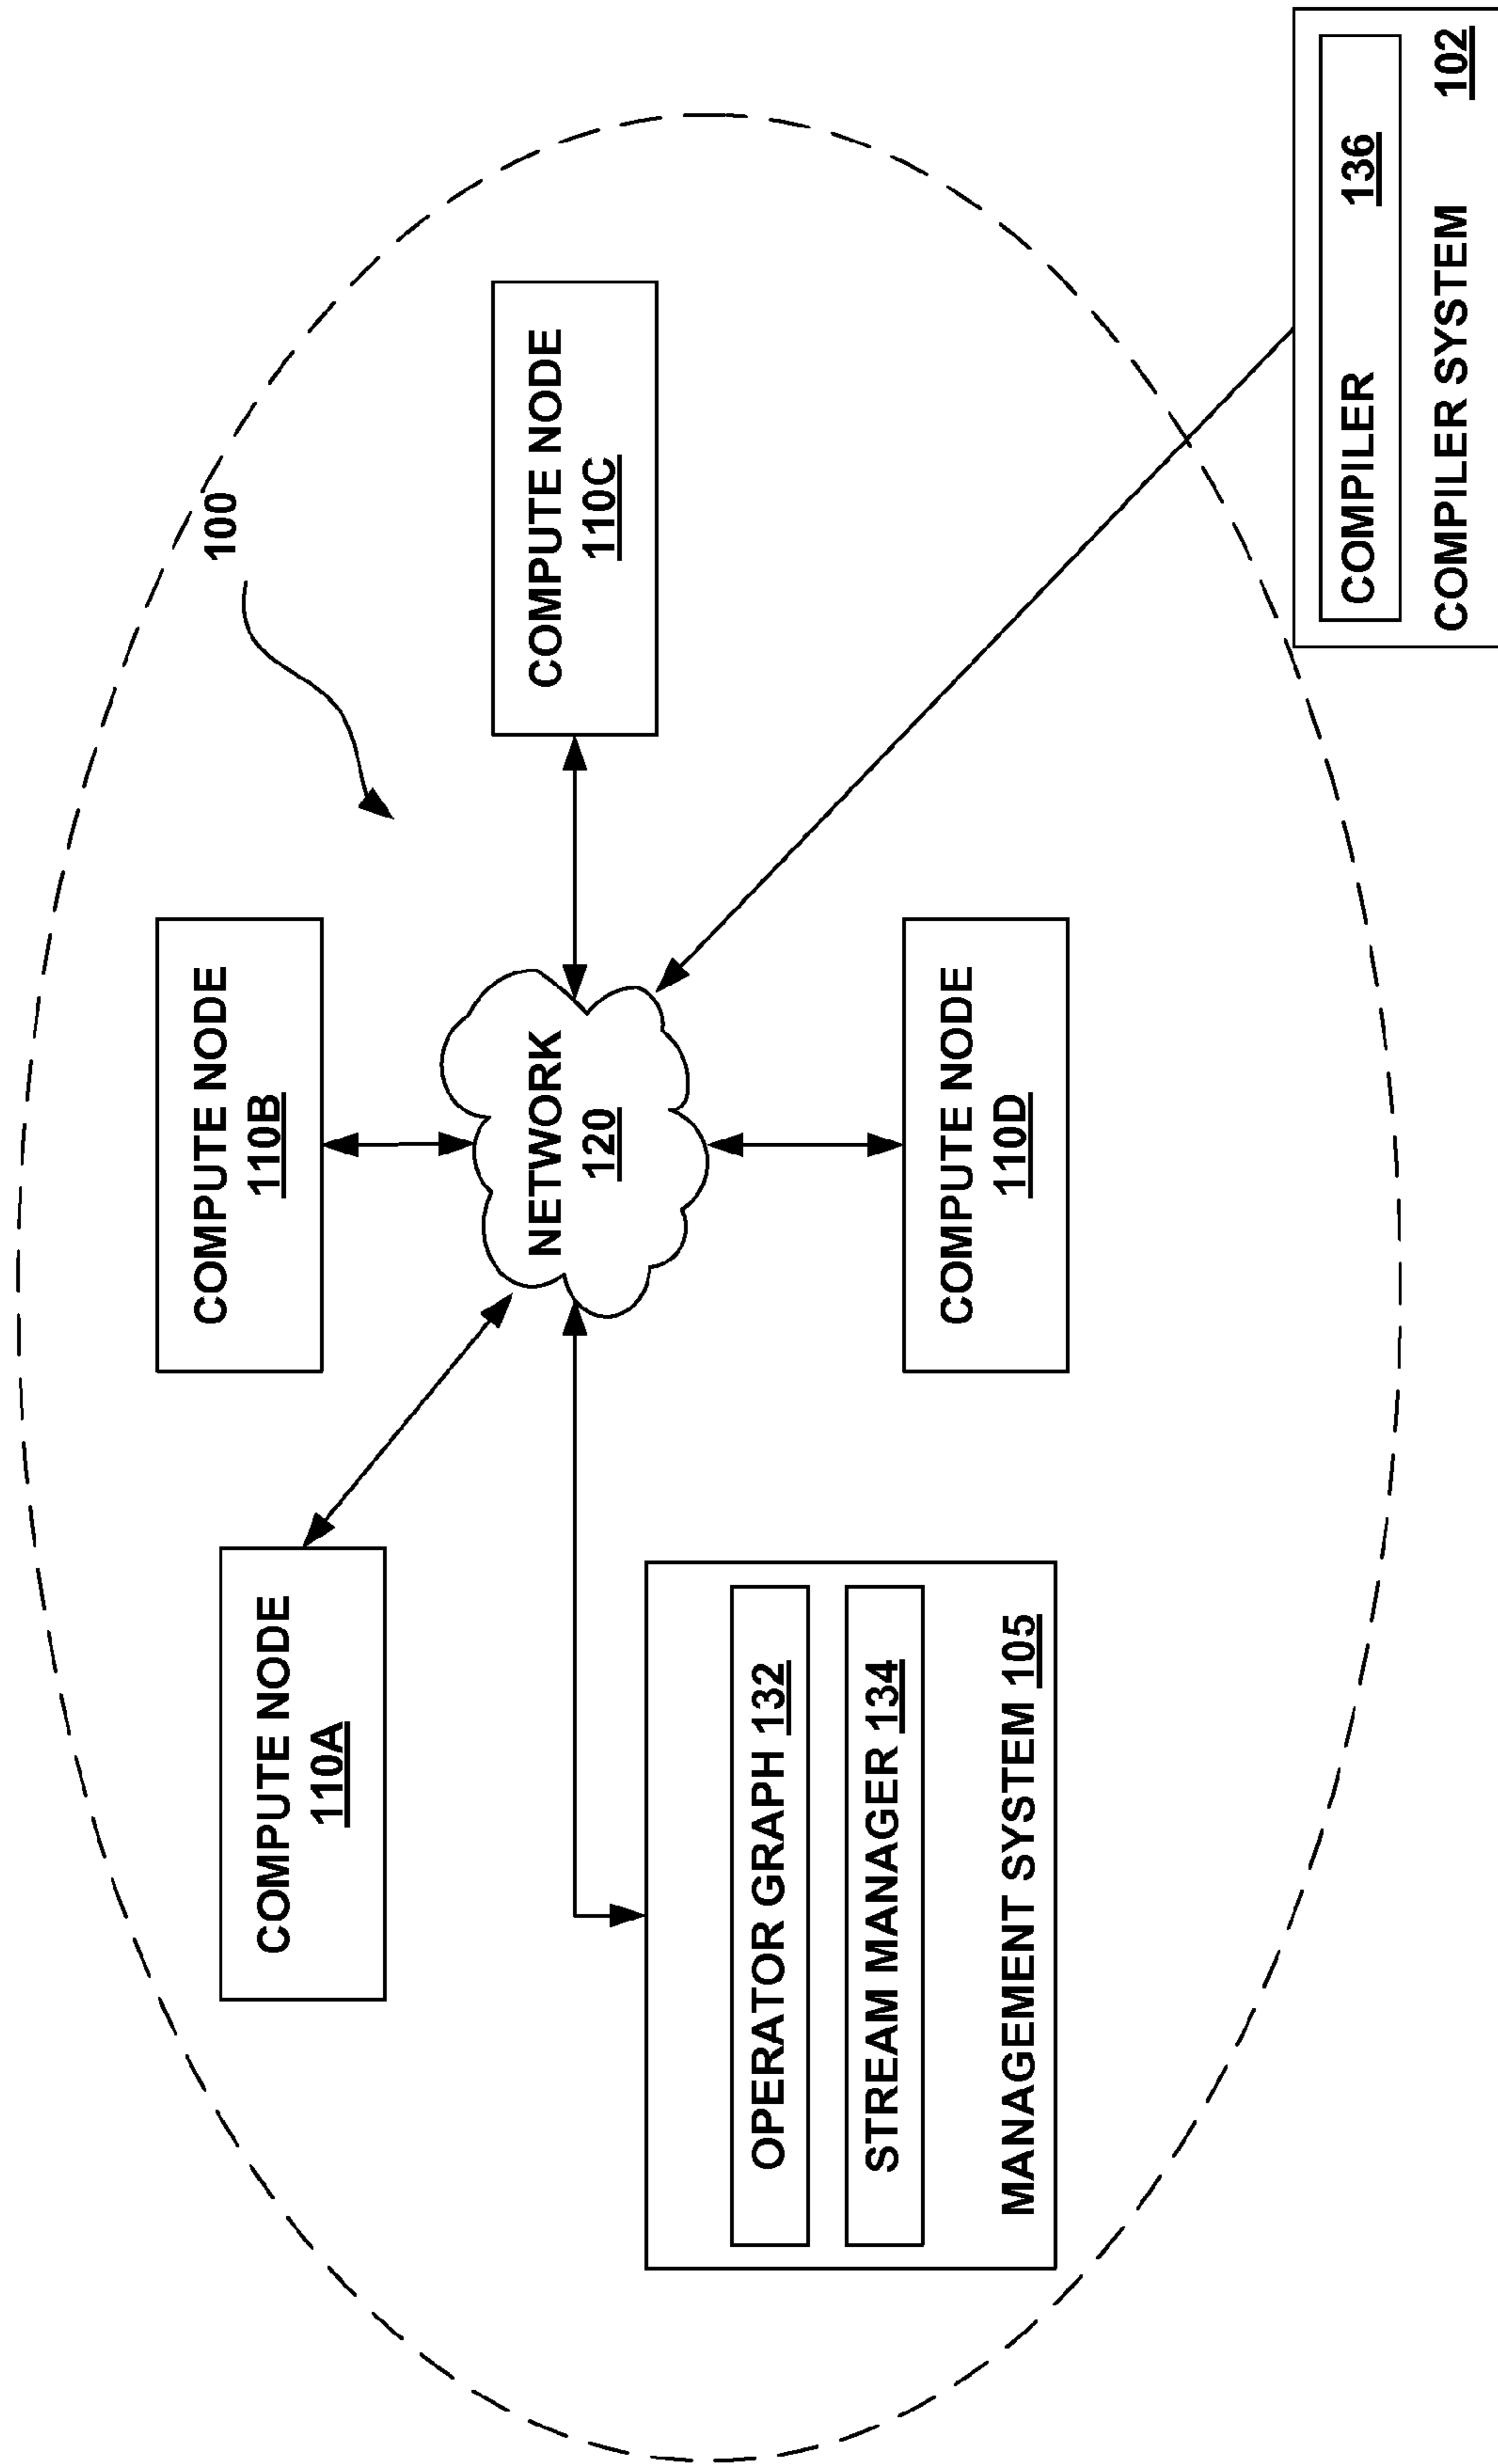 100
COMPUTE NODE
110A
COMPUTE NODE
110B
COMPUTE NODE
110C
NETWORK
120
OPERATOR GRAPH 132
STREAM MANAGER 134
MANAGEMENT SYSTEM 105
COMPUTE NODE
110D
COMPILER 136
COMPILER SYSTEM 102